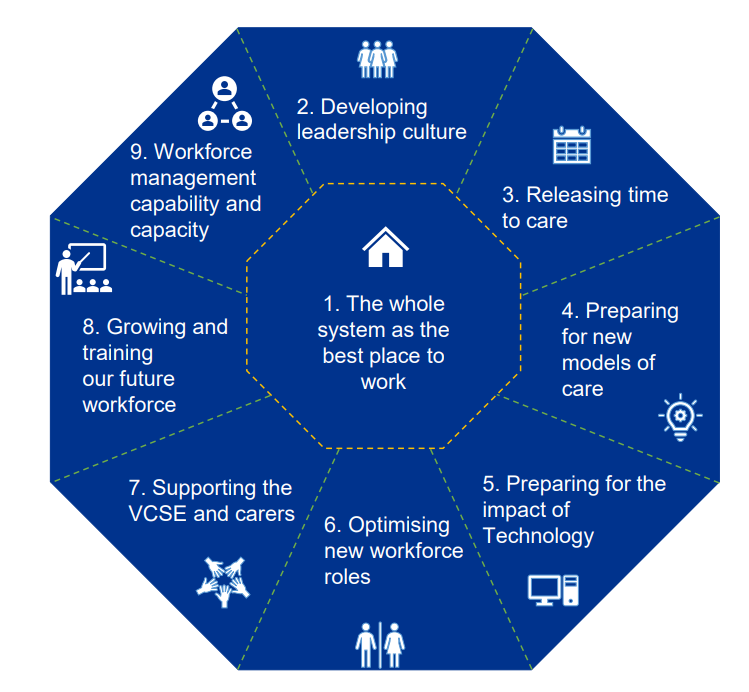 1. The whole
system as the
best place to
work
2. Developing
leadership culture
3. Releasing time
to care
4. Preparing
for new
models of
care
5. Preparing for the
impact of
Technology
6. Optimising
new workforce
roles
7. Supporting the
VCSE and carers
8. Growing and
training
our future
workforce
9. Workforce
management
capability and
capacity